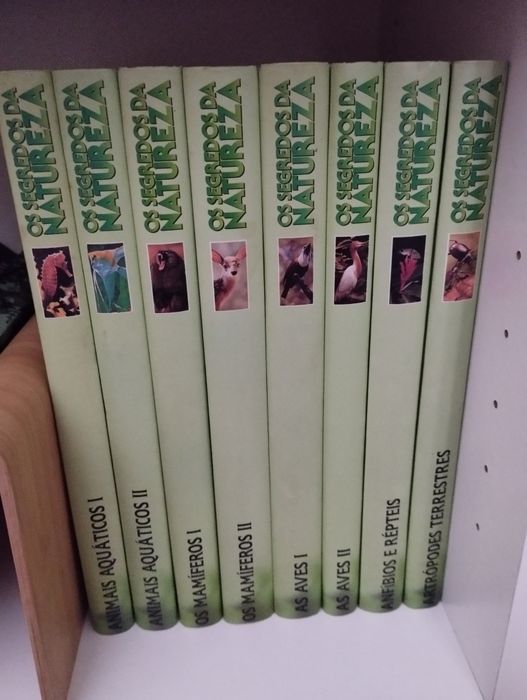 OS SEGREDOS DA
NATUREZA
ANIMAIS AQUÁTICOS I
OS SEGREDOS DA
NATUREZA
ANIMAIS AQUÁTICOS II
OS SEGREDOS DA
NATUREZA
OS MAMÍFEROS I
OS SEGREDOS DA
NATUREZA
OS MAMÍFEROS II
OS SEGREDOS DA
NATUREZA
AS AVES I
OS SEGREDOS DA
NATUREZA
AS AVES II
OS SEGREDOS DA
NATUREZA
ANFÍBIOS E RÉPTEIS
OS SEGREDOS DA
NATUREZA
ARTRÓPODES TERRESTRES